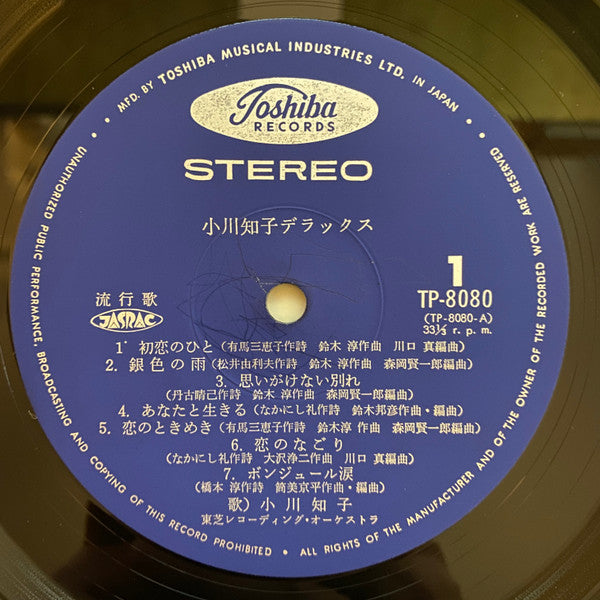 MFD. BY TOSHIBA MUSICAL INDUSTRIES LTD. IN JAPAN
Toshiba
RECORDS
STEREO
小川知子デラックス
1
TP-8080
(TP-8080-A)
33⅓ r. p. m.
流行歌
JASRAC
1. 初恋のひと (有馬三恵子作詩 鈴木 淳作曲 川口 真編曲)
2. 銀色の雨 (松井由利夫作詩 鈴木 淳作曲 森岡賢一郎編曲)
3. 思いがけない別れ
(丹古晴己作詩 鈴木 淳作曲 森岡賢一郎編曲)
4. あなたと生きる (なかにし礼作詩 鈴木邦彦作曲・編曲)
5. 恋のときめき (有馬三恵子作詩 鈴木淳 作曲 森岡賢一郎編曲)
6. 恋のなごり
(なかにし礼作詩 大沢浄二作曲 川口 真編曲)
7. ボンジュール涙
(橋本 淳作詩 筒美京平作曲・編曲)
歌) 小川知子
東芝レコーディング・オーケストラ
UNAUTHORIZED PUBLIC PERFORMANCE, BROADCASTING AND COPYING OF THIS RECORD PROHIBITED • ALL RIGHTS OF THE MANUFACTURER AND OF THE OWNER OF THE RECORDED WORK ARE RESERVED